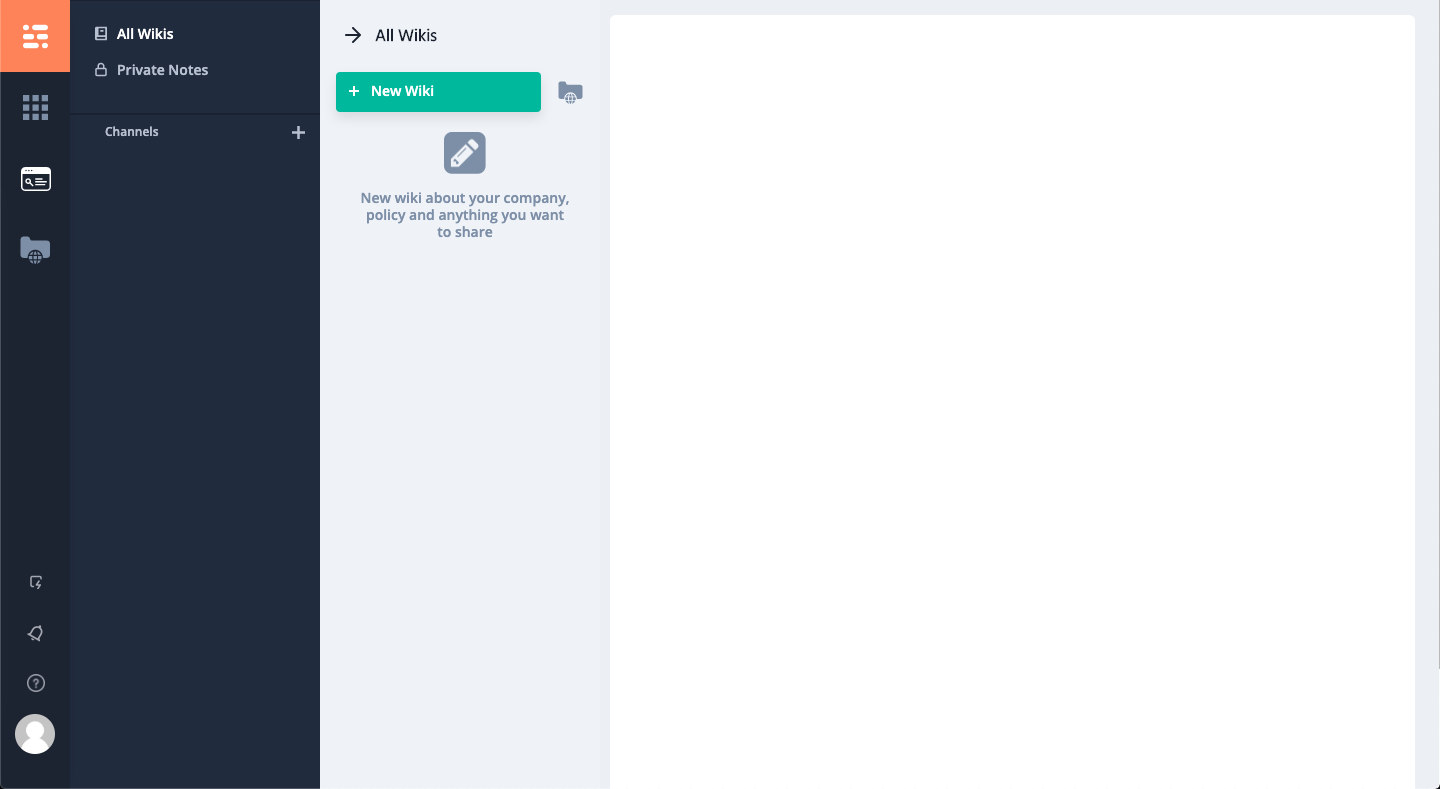 All Wikis
Private Notes
Channels
All Wikis
New Wiki
New wiki about your company,
policy and anything you want
to share